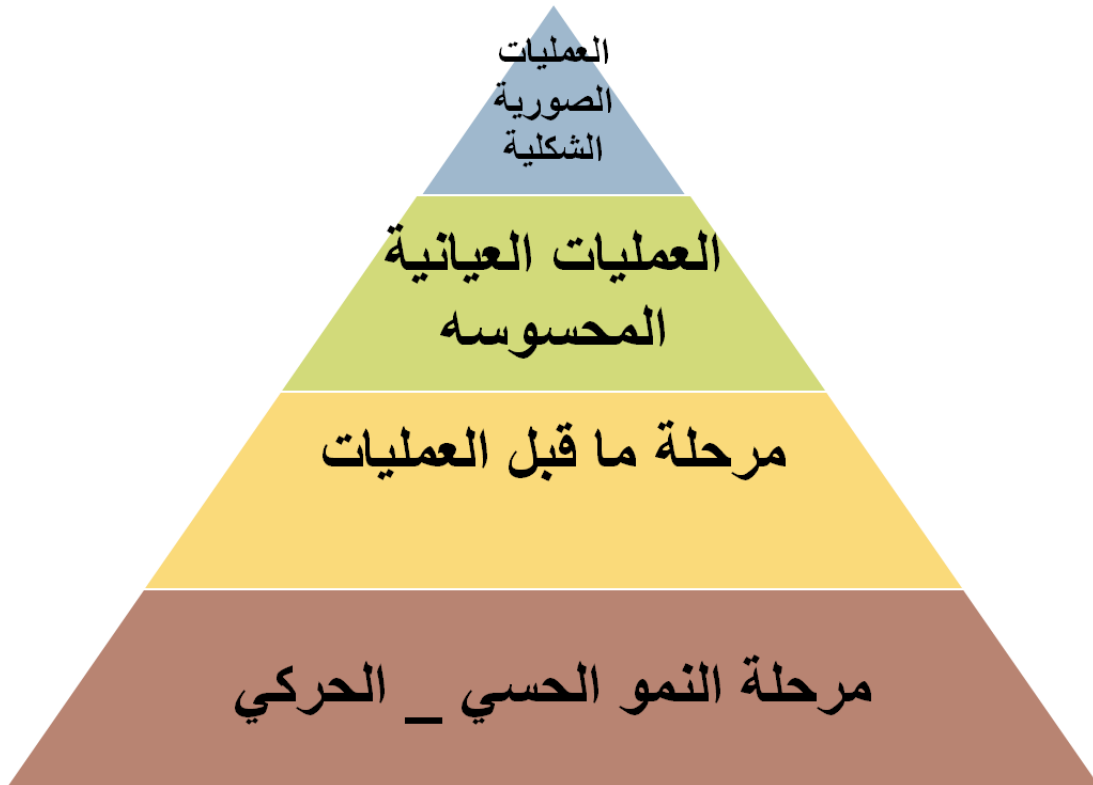 العمليات
الصورية
الشكلية
العمليات العيانية
المحسوسه
مرحلة ما قبل العمليات
مرحلة النمو الحسي _ الحركي